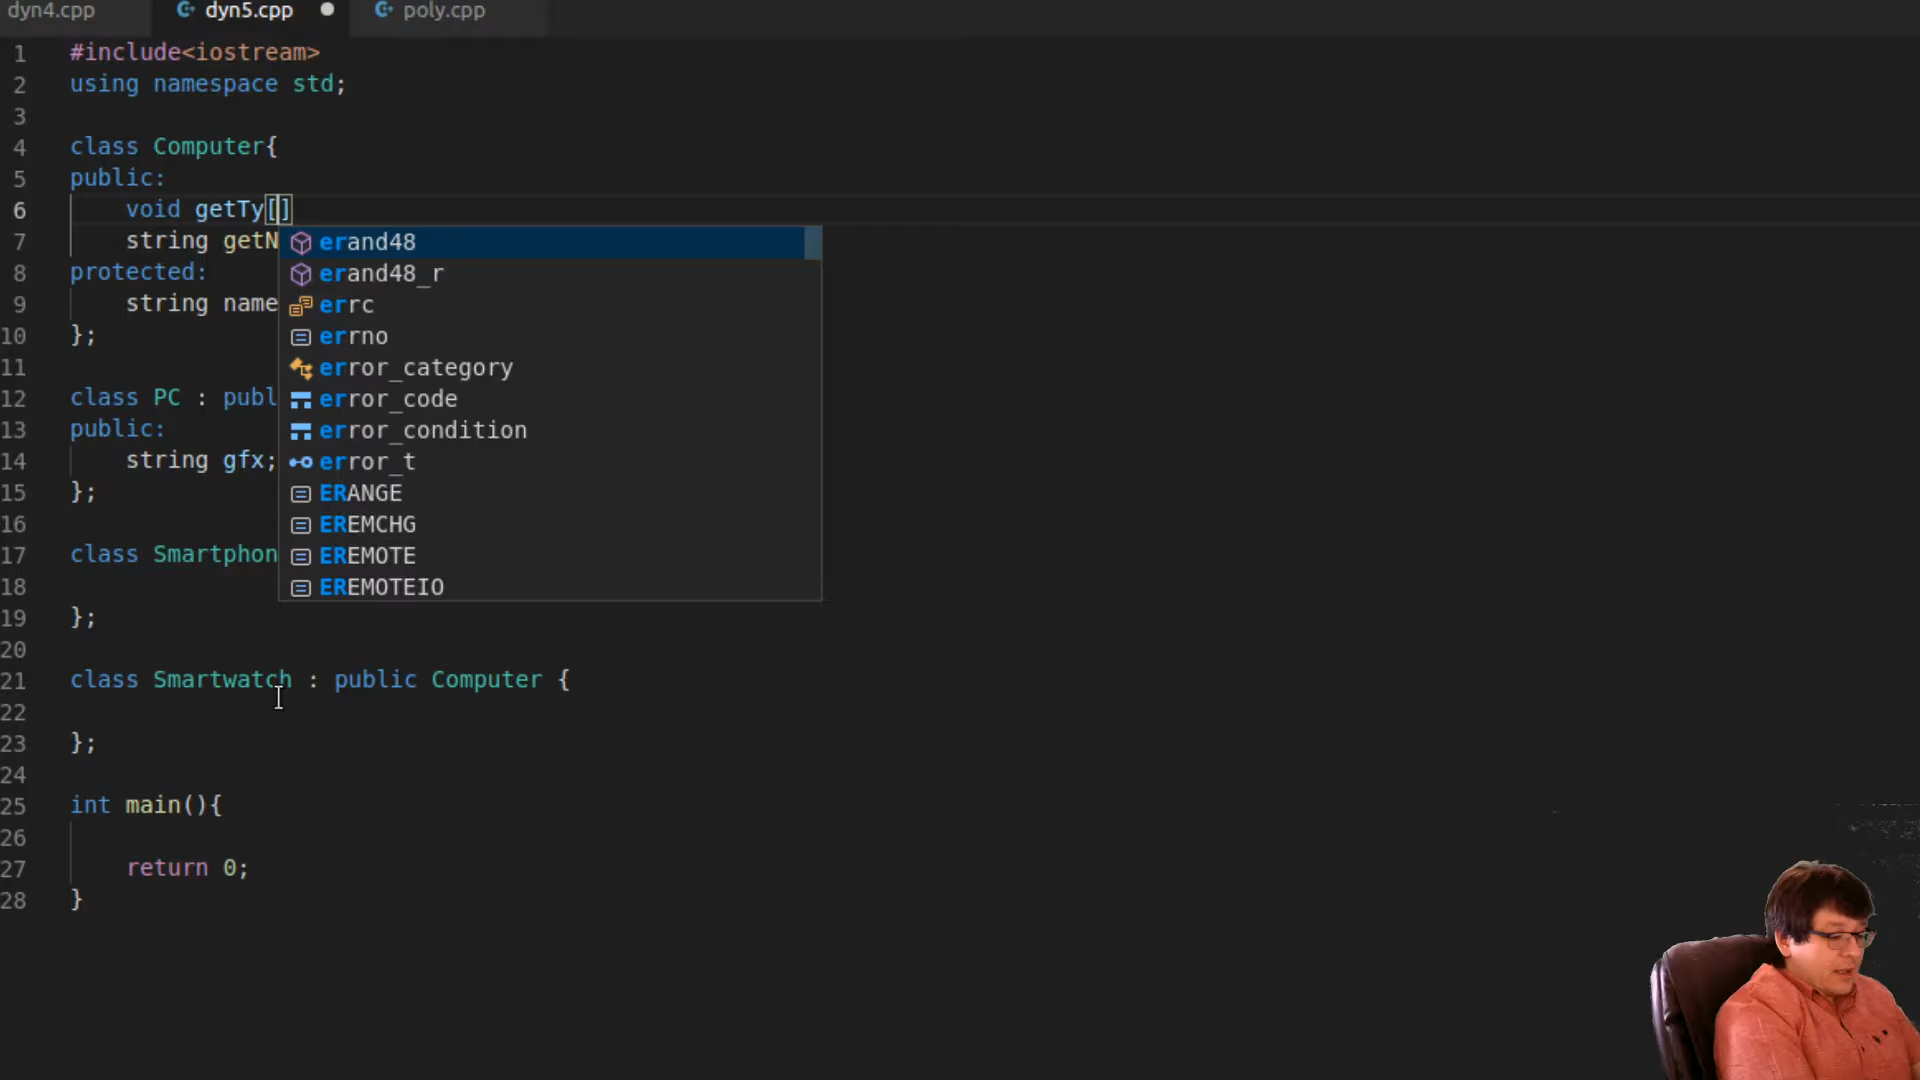 dyn4.cpp dyn5.cpp poly.cpp
1 #include<iostream>
2 using namespace std;
3
4 class Computer{
5 public:
6 void getTy[]
7 string getN
8 protected:
9 string name
10 };
11
12 class PC : publ
13 public:
14 string gfx;
15 };
16
17 class Smartphon
18
19 };
20
21 class Smartwatch : public Computer {
22
23 };
24
25 int main(){
26
27 return 0;
28 }
erand48
erand48_r
errc
errno
error_category
error_code
error_condition
error_t
ERANGE
EREMCHG
EREMOTE
EREMOTEIO